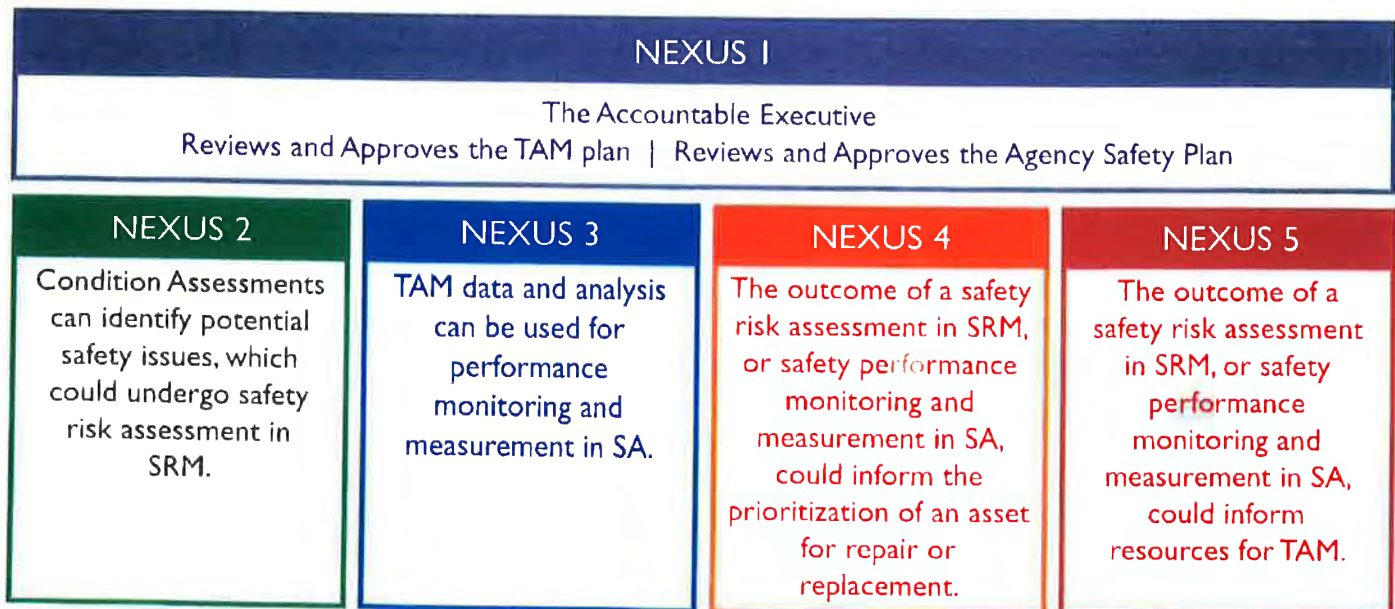 NEXUS 1
The Accountable Executive
Reviews and Approves the TAM plan | Reviews and Approves the Agency Safety Plan
NEXUS 2
Condition Assessments
can identify potential
safety issues, which
could undergo safety
risk assessment in
SRM.
NEXUS 3
TAM data and analysis
can be used for
performance
monitoring and
measurement in SA.
NEXUS 4
The outcome of a safety
risk assessment in SRM,
or safety performance
monitoring and
measurement in SA,
could inform the
prioritization of an asset
for repair or
replacement.
NEXUS 5
The outcome of a
safety risk assessment
in SRM, or safety
performance
monitoring and
measurement in SA,
could inform
resources for TAM.